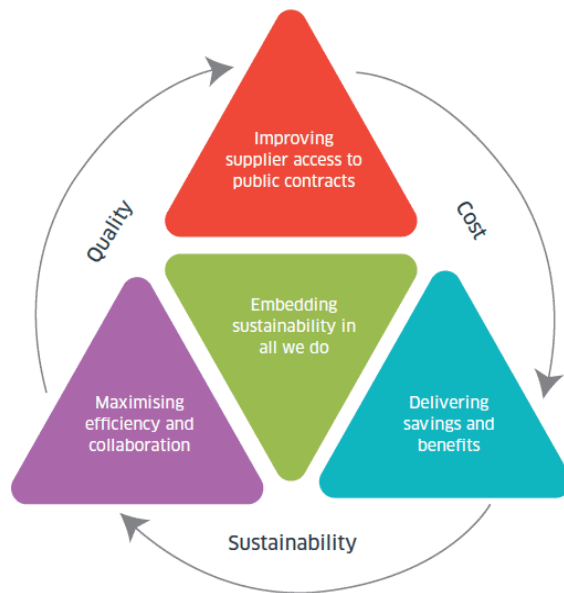 Improving
supplier access to
public contracts
Quality
Cost
Embedding
sustainability in
all we do
Maximising
efficiency and
collaboration
Delivering
savings and
benefits
Sustainability